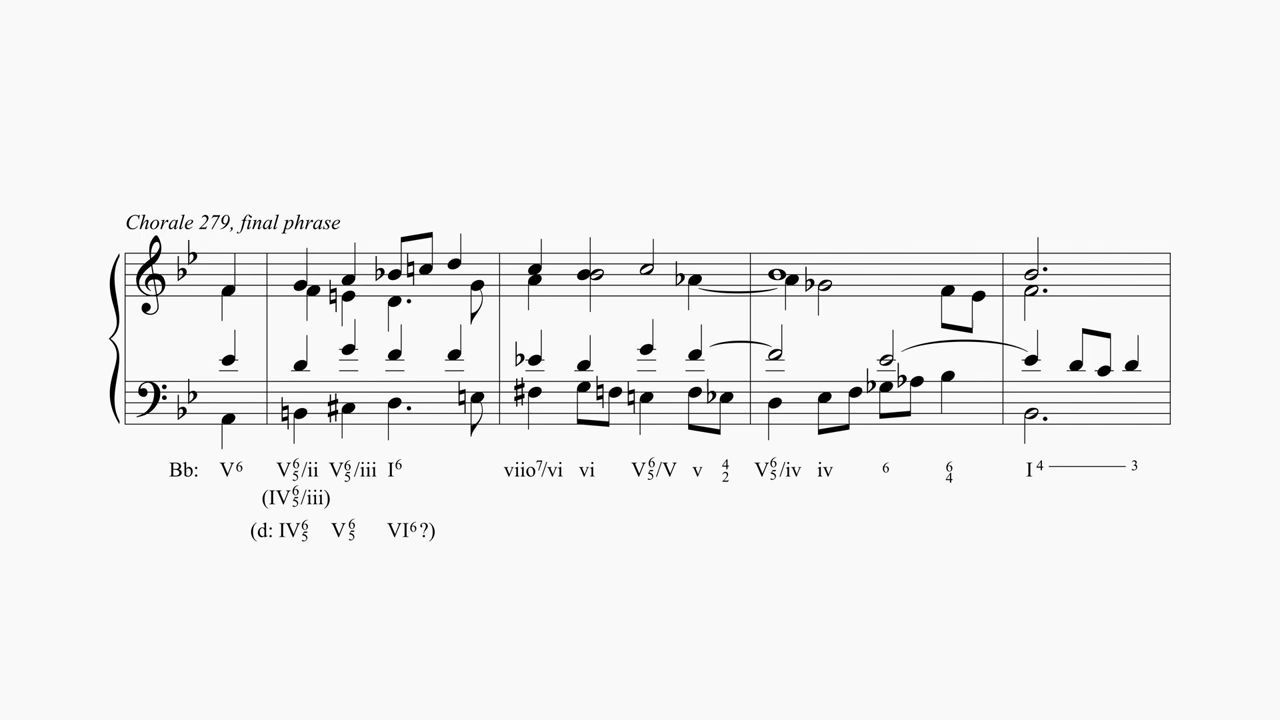 Chorale 279, final phrase
Bb: V6 V6/5/ii V6/5/iii I6 viio7/vi vi V6/5/V v 4/2 V6/5/iv iv 6 6/4 I4 3
(IV6/5/iii)
(d: IV6/5 V6/5 VI6?)